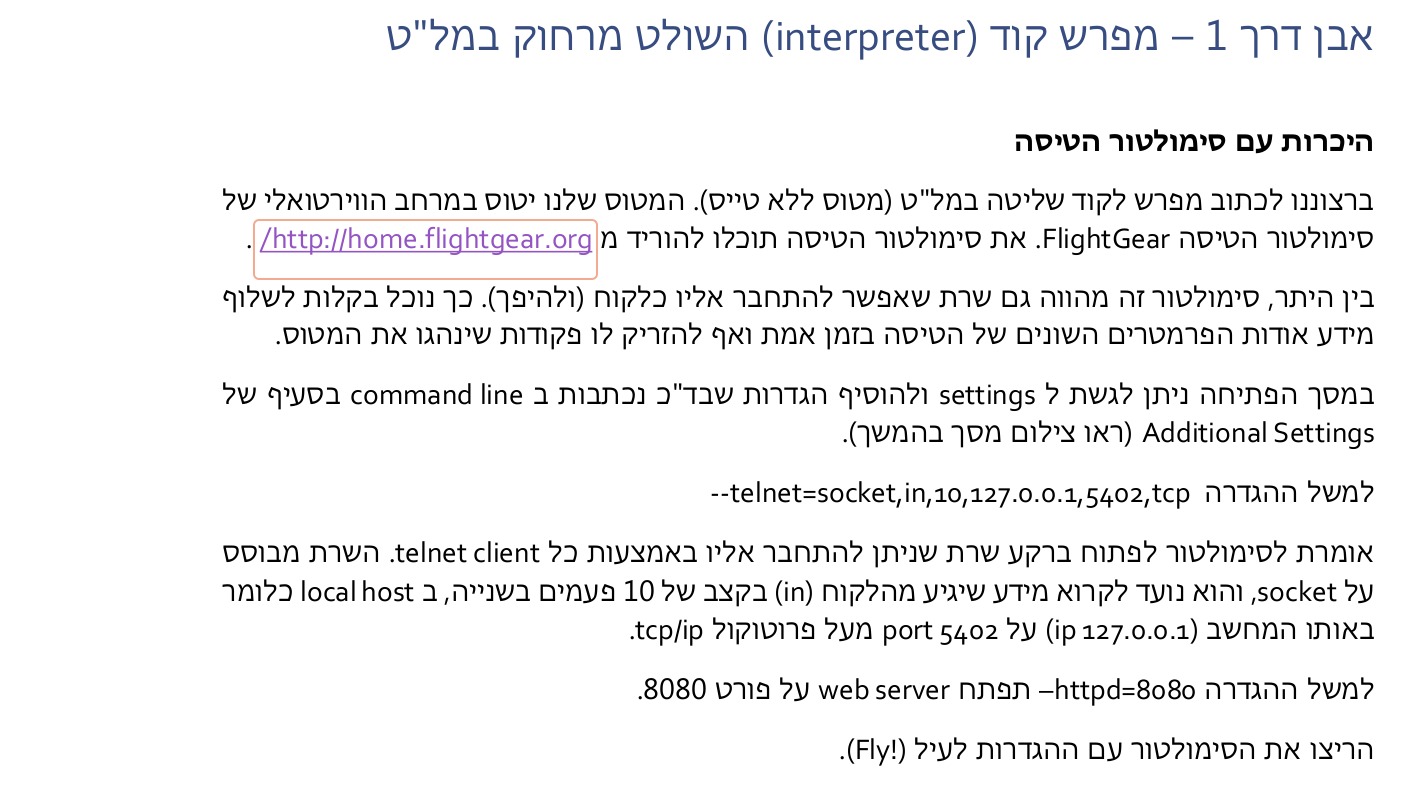 אבן דרך 1 – מפרש קוד (interpreter) השולט מרחוק במל"ט
היכרות עם סימולטור הטיסה
ברצוננו לכתוב מפרש לקוד שליטה במל"ט (מטוס ללא טייס). המטוס שלנו יטוס במרחב הווירטואלי של
סימולטור הטיסה FlightGear. את סימולטור הטיסה תוכלו להוריד מ http://home.flightgear.org/ .
בין היתר, סימולטור זה מהווה גם שרת שאפשר להתחבר אליו כלקוח (ולהיפך). כך נוכל בקלות לשלוף
מידע אודות הפרמטרים השונים של הטיסה בזמן אמת ואף להזריק לו פקודות שינהגו את המטוס.
במסך הפתיחה ניתן לגשת ל settings ולהוסיף הגדרות שבד"כ נכתבות ב command line בסעיף של
Additional Settings (ראו צילום מסך בהמשך).
למשל ההגדרה --telnet=socket,in,10,127.0.0.1,5402,tcp
אומרת לסימולטור לפתוח ברקע שרת שניתן להתחבר אליו באמצעות כל telnet client. השרת מבוסס
על socket, והוא נועד לקרוא מידע שיגיע מהלקוח (in) בקצב של 10 פעמים בשנייה, ב local host כלומר
באותו המחשב (ip 127.0.0.1) על port 5402 מעל פרוטוקול tcp/ip.
למשל ההגדרה –httpd=8080 תפתח web server על פורט 8080.
הריצו את הסימולטור עם ההגדרות לעיל (Fly!).